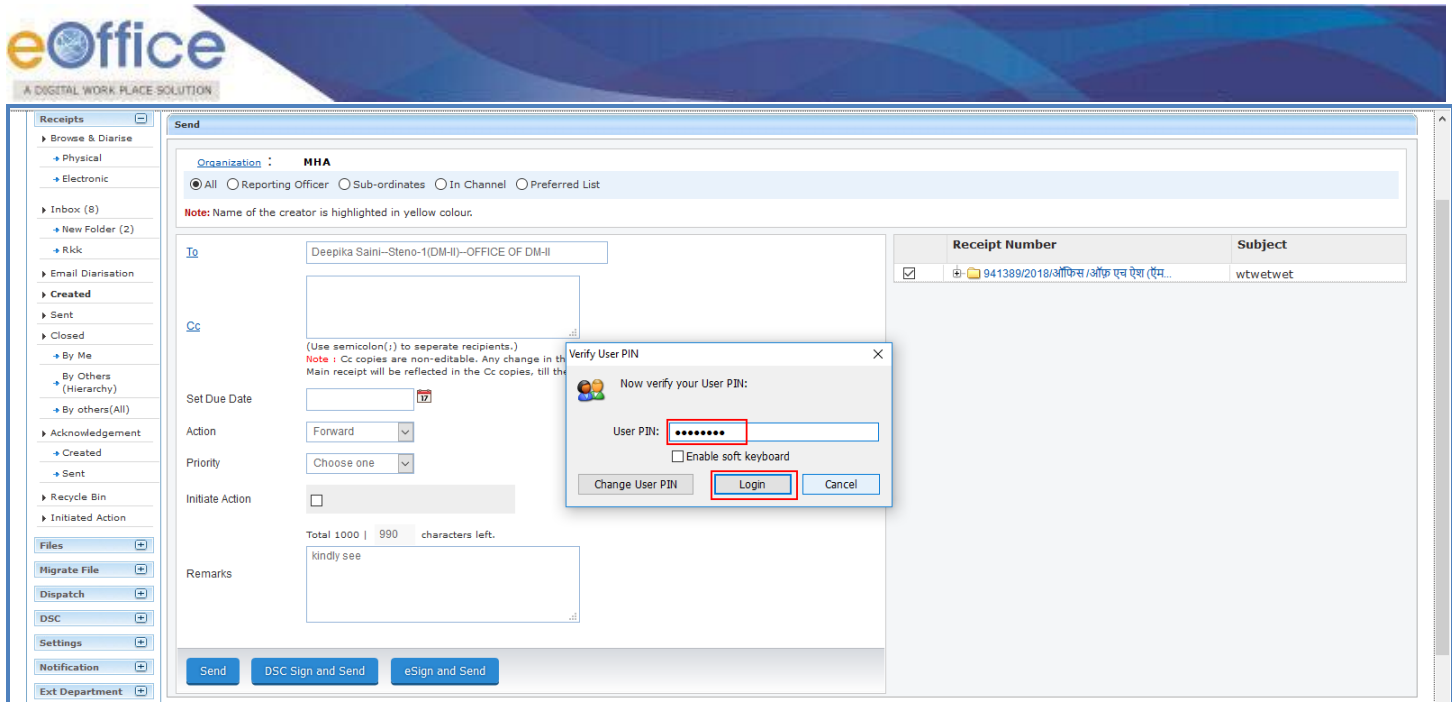 eOffice
A DIGITAL WORK PLACE SOLUTION
Receipts
Browse & Diarise
Physical
Electronic
Inbox (8)
New Folder (2)
Rkk
Email Diarisation
Created
Sent
Closed
By Me
By Others
(Hierarchy)
By others(All)
Acknowledgement
Created
Sent
Recycle Bin
Initiated Action
Files
Migrate File
Dispatch
DSC
Settings
Notification
Ext Department
Send
Organization : MHA
All Reporting Officer Sub-ordinates In Channel Preferred List
Note: Name of the creator is highlighted in yellow colour.
To Deepika Saini--Steno-1(DM-II)--OFFICE OF DM-II
Cc
(Use semicolon(;) to seperate recipients.)
Note : Cc copies are non-editable. Any change in th
Main receipt will be reflected in the Cc copies, till the
Set Due Date 17
Action Forward
Priority Choose one
Initiate Action
Total 1000 | 990 characters left.
Remarks kindly see
Send DSC Sign and Send eSign and Send
Receipt Number Subject
941389/2018/ऑफिस /ऑफ़ एच ऐश (ऍम... wtwetwet
Verify User PIN
Now verify your User PIN:
User PIN: ●●●●●●●●
Enable soft keyboard
Change User PIN Login Cancel